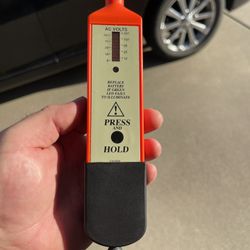 AC VOLTS
REPLACE
BATTERY
IF GREEN
LED FAILS
TO ILLUMINATE
PRESS
AND
HOLD